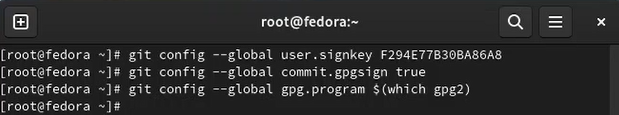 root@fedora:~
[root@fedora ~]# git config --global user.signkey F294E77B30BA86A8
[root@fedora ~]# git config --global commit.gpgsign true
[root@fedora ~]# git config --global gpg.program $(which gpg2)
[root@fedora ~]#